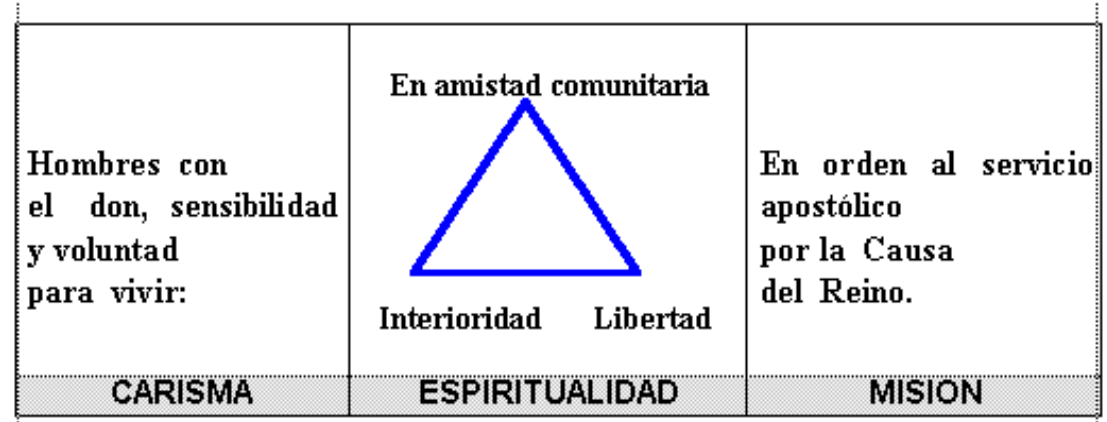 Hombres con
el don, sensibilidad
y voluntad
para vivir:
En amistad comunitaria
Interioridad Libertad
En orden al servicio
apostólico
por la Causa
del Reino.
CARISMA ESPIRITUALIDAD MISION